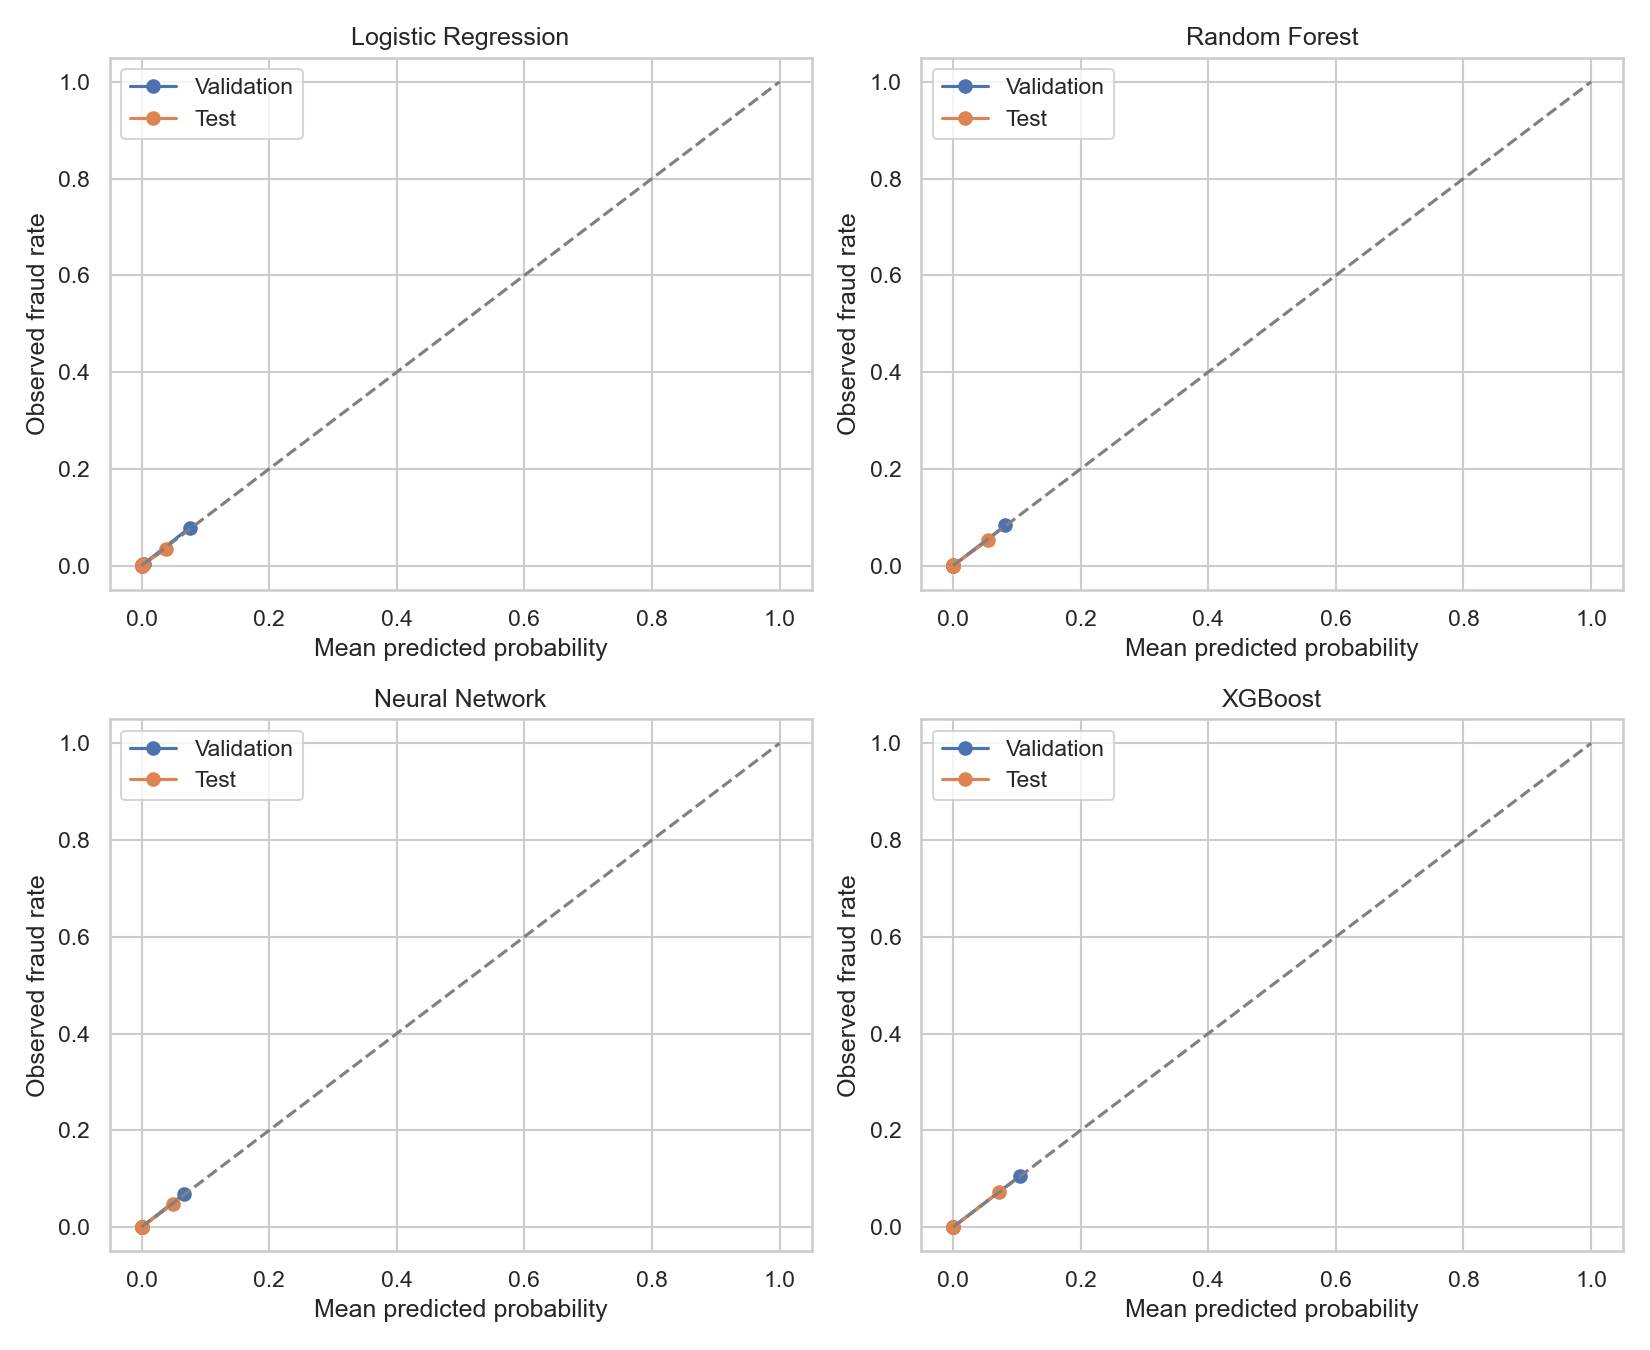 Logistic Regression
Validation
Test
1.0
0.8
0.6
0.4
0.2
0.0
Observed fraud rate
0.0 0.2 0.4 0.6 0.8 1.0
Mean predicted probability
Random Forest
Validation
Test
1.0
0.8
0.6
0.4
0.2
0.0
Observed fraud rate
0.0 0.2 0.4 0.6 0.8 1.0
Mean predicted probability
Neural Network
Validation
Test
1.0
0.8
0.6
0.4
0.2
0.0
Observed fraud rate
0.0 0.2 0.4 0.6 0.8 1.0
Mean predicted probability
XGBoost
Validation
Test
1.0
0.8
0.6
0.4
0.2
0.0
Observed fraud rate
0.0 0.2 0.4 0.6 0.8 1.0
Mean predicted probability